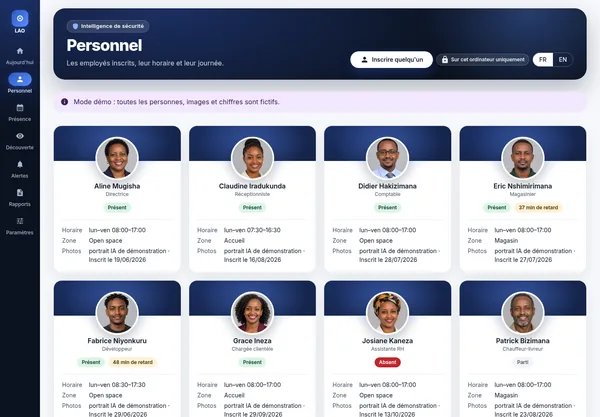 LAO
Aujourd'hui
Personnel
Présence
Découverte
Alertes
Rapports
Paramètres
Intelligence de sécurité
Personnel
Les employés inscrits, leur horaire et leur journée.
Inscrire quelqu'un
Sur cet ordinateur uniquement
FR
EN
Mode démo : toutes les personnes, images et chiffres sont fictifs.
Aline Mugisha
Directrice
Présent
Horaire lun–ven 08:00–17:00
Zone Open space
Photos portrait IA de démonstration ·
Inscrit le 19/06/2026
Claudine Iradukunda
Réceptionniste
Présent
Horaire lun–ven 07:30–16:30
Zone Accueil
Photos portrait IA de démonstration ·
Inscrit le 16/08/2026
Didier Hakizimana
Comptable
Présent
Horaire lun–ven 08:00–17:00
Zone Open space
Photos portrait IA de démonstration ·
Inscrit le 28/07/2026
Eric Nshimirimana
Magasinier
Présent 37 min de retard
Horaire lun–ven 08:00–17:00
Zone Magasin
Photos portrait IA de démonstration ·
Inscrit le 27/07/2026
Fabrice Niyonkuru
Développeur
Présent 48 min de retard
Horaire lun–ven 08:30–17:30
Zone Open space
Photos portrait IA de démonstration ·
Inscrit le 29/06/2026
Grace Ineza
Chargée clientèle
Présent
Horaire lun–ven 08:00–17:00
Zone Accueil
Photos portrait IA de démonstration ·
Inscrit le 29/09/2026
Josiane Kaneza
Assistante RH
Absent
Horaire lun–ven 08:00–17:00
Zone Open space
Photos portrait IA de démonstration ·
Inscrit le 13/10/2026
Patrick Bizimana
Chauffeur-livreur
Parti
Horaire lun–ven 08:00–17:00
Zone Magasin
Photos portrait IA de démonstration ·
Inscrit le 23/08/2026